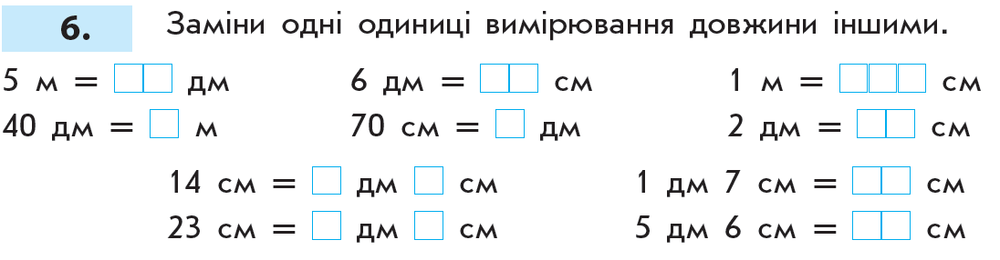 6. Заміни одні одиниці вимірювання довжини іншими.
5 м = □□ дм 6 дм = □□ см 1 м = □□□ см
40 дм = □ м 70 см = □ дм 2 дм = □□ см
14 см = □ дм □ см 1 дм 7 см = □□ см
23 см = □ дм □ см 5 дм 6 см = □□ см